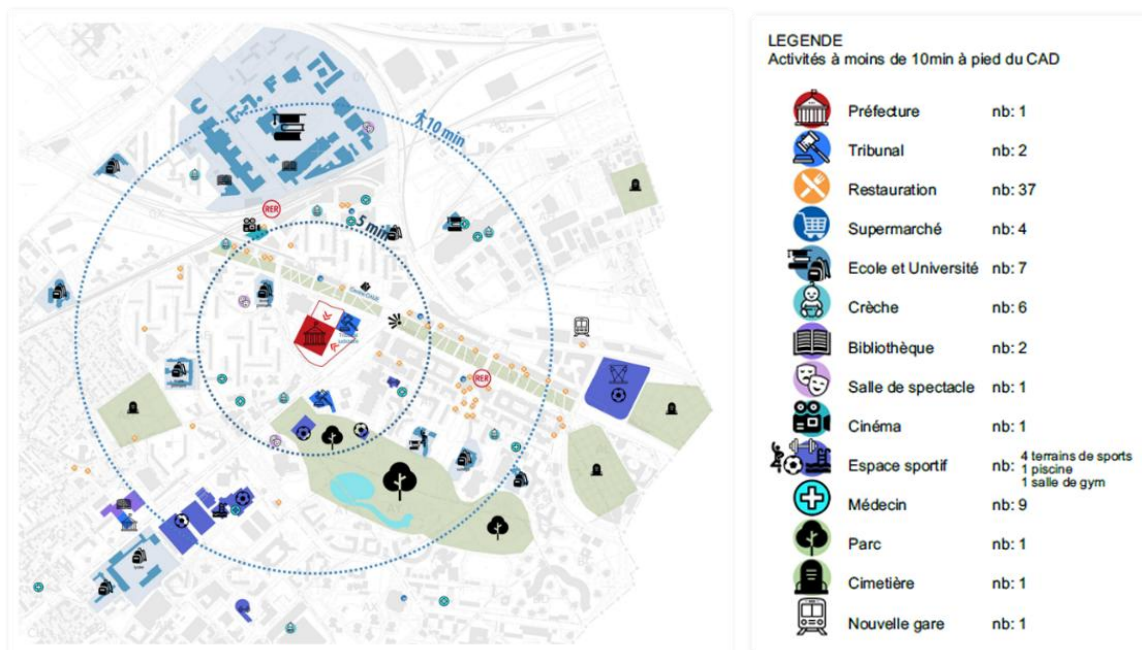 10 min
RER
5 min
RER
LEGENDE
Activités à moins de 10min à pied du CAD
Préfecture nb: 1
Tribunal nb: 2
Restauration nb: 37
Supermarché nb: 4
Ecole et Université nb: 7
Crèche nb: 6
Bibliothèque nb: 2
Salle de spectacle nb: 1
Cinéma nb: 1
Espace sportif nb: 4 terrains de sports
1 piscine
1 salle de gym
Médecin nb: 9
Parc nb: 1
Cimetière nb: 1
Nouvelle gare nb: 1